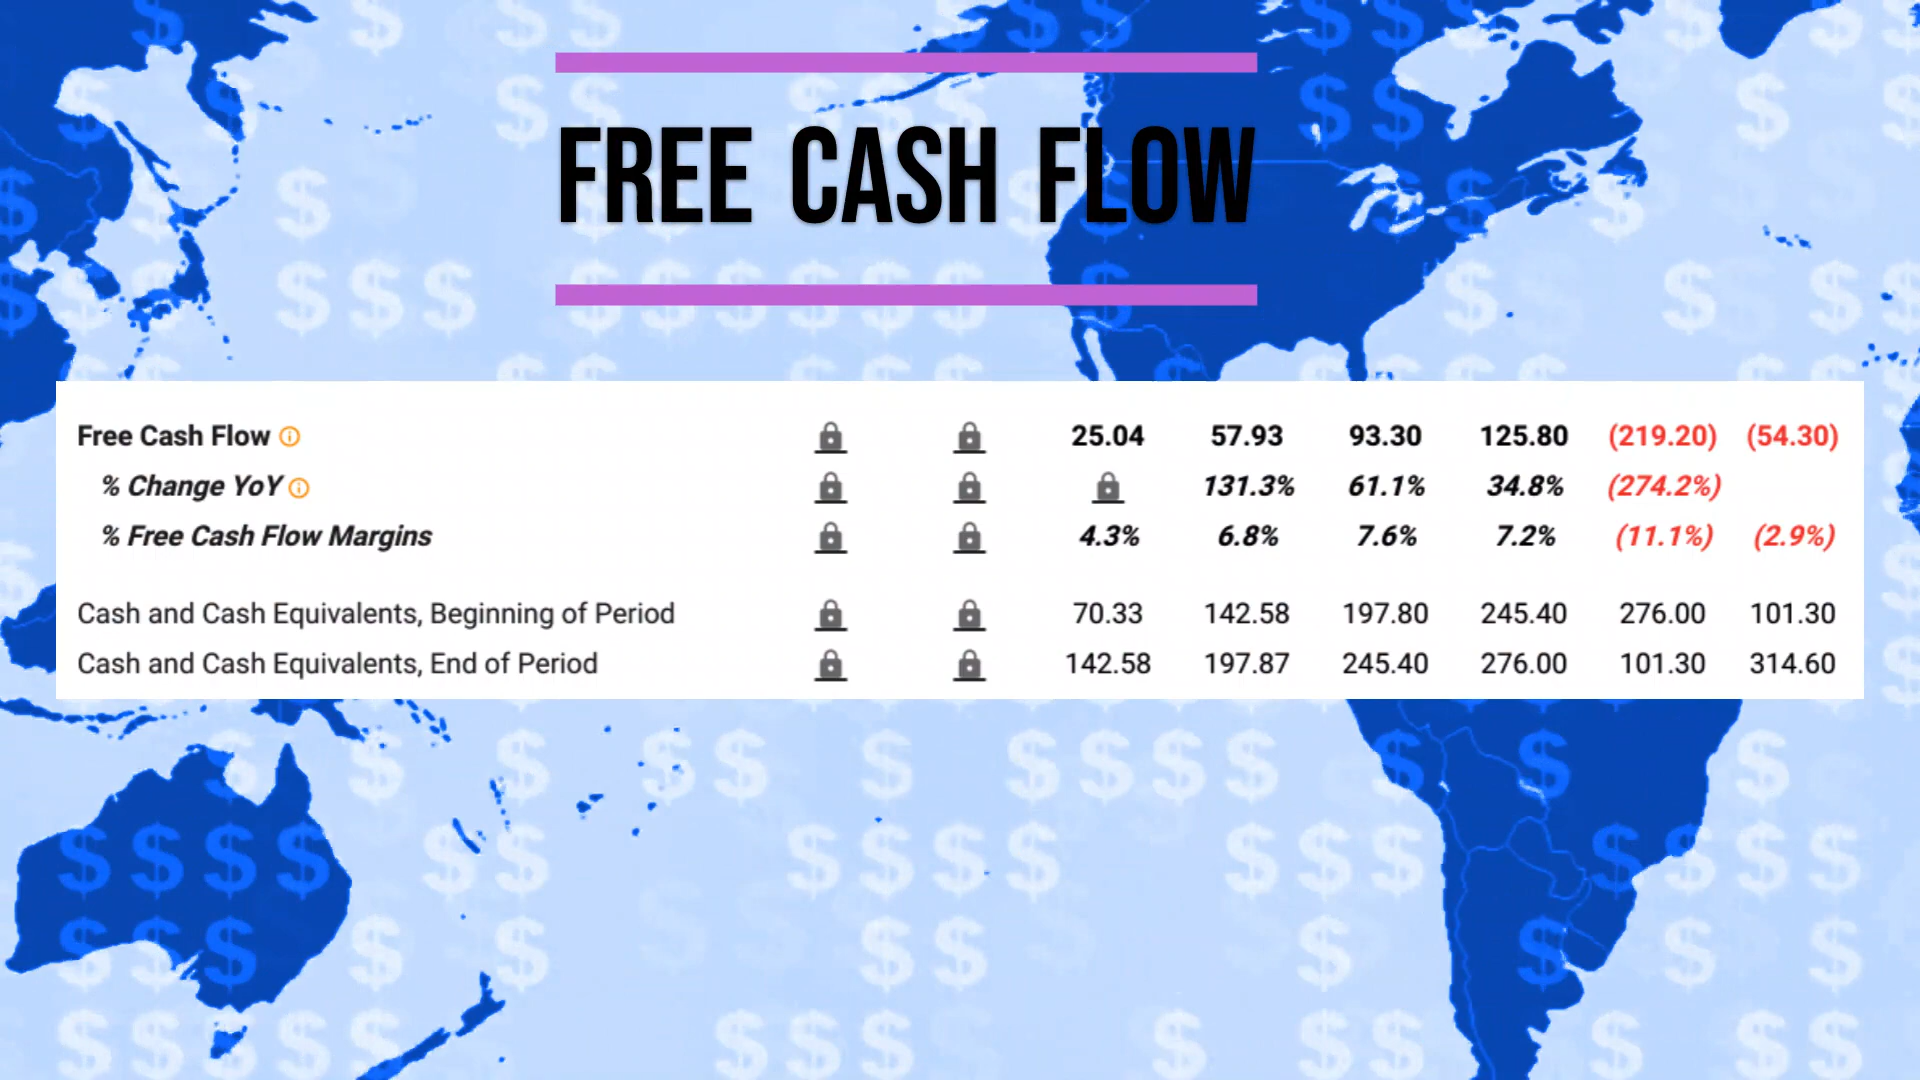 FREE CASH FLOW
Free Cash Flow 25.04 57.93 93.30 125.80 (219.20) (54.30)
% Change YoY 131.3% 61.1% 34.8% (274.2%)
% Free Cash Flow Margins 4.3% 6.8% 7.6% 7.2% (11.1%) (2.9%)
Cash and Cash Equivalents, Beginning of Period 70.33 142.58 197.80 245.40 276.00 101.30
Cash and Cash Equivalents, End of Period 142.58 197.87 245.40 276.00 101.30 314.60